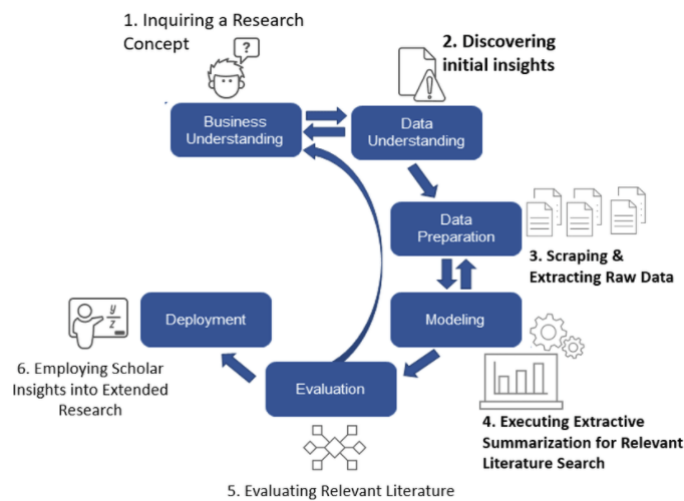 1. Inquiring a Research
Concept
?
2. Discovering
initial insights
Business
Understanding
Data
Understanding
Data
Preparation
3. Scraping &
Extracting Raw Data
Modeling
4. Executing Extractive
Summarization for Relevant
Literature Search
Evaluation
5. Evaluating Relevant Literature
Deployment
y
z
6. Employing Scholar
Insights into Extended
Research